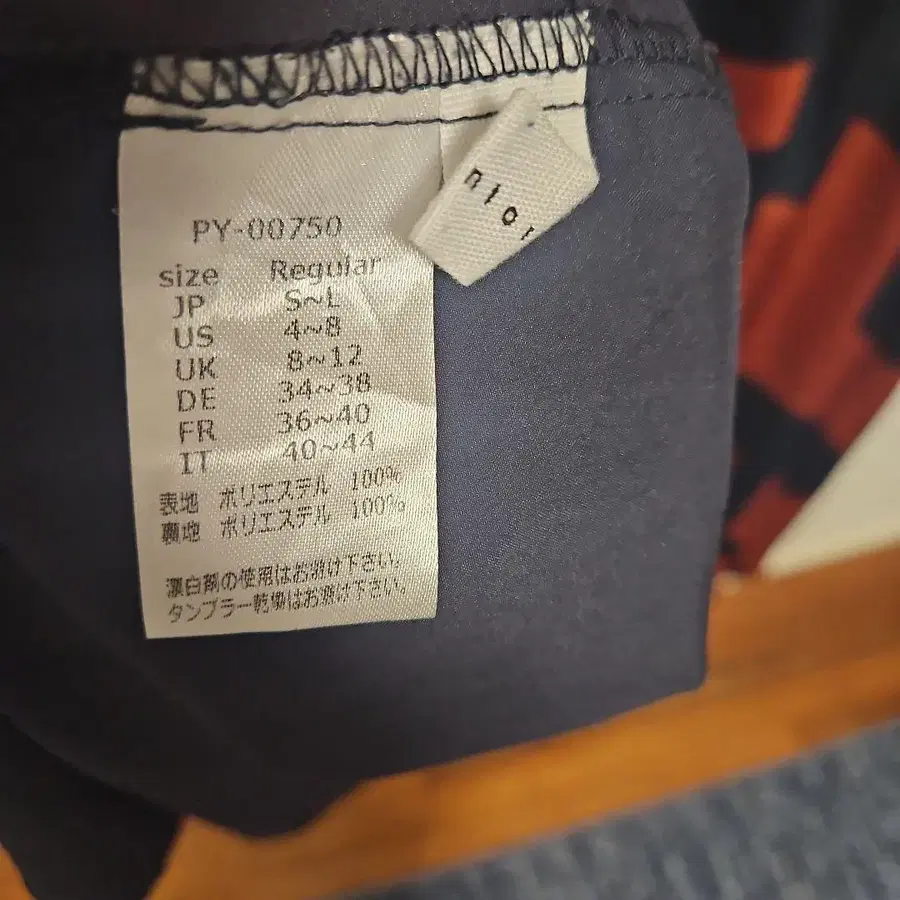 PY-00750
size Regular
JP S~L
US 4~8
UK 8~12
DE 34~38
FR 36~40
IT 40~44
表地 ポリエステル 100%
裏地 ポリエステル 100%
漂白剤の使用はお避け下さい。
タンブラー乾燥はお避け下さい。